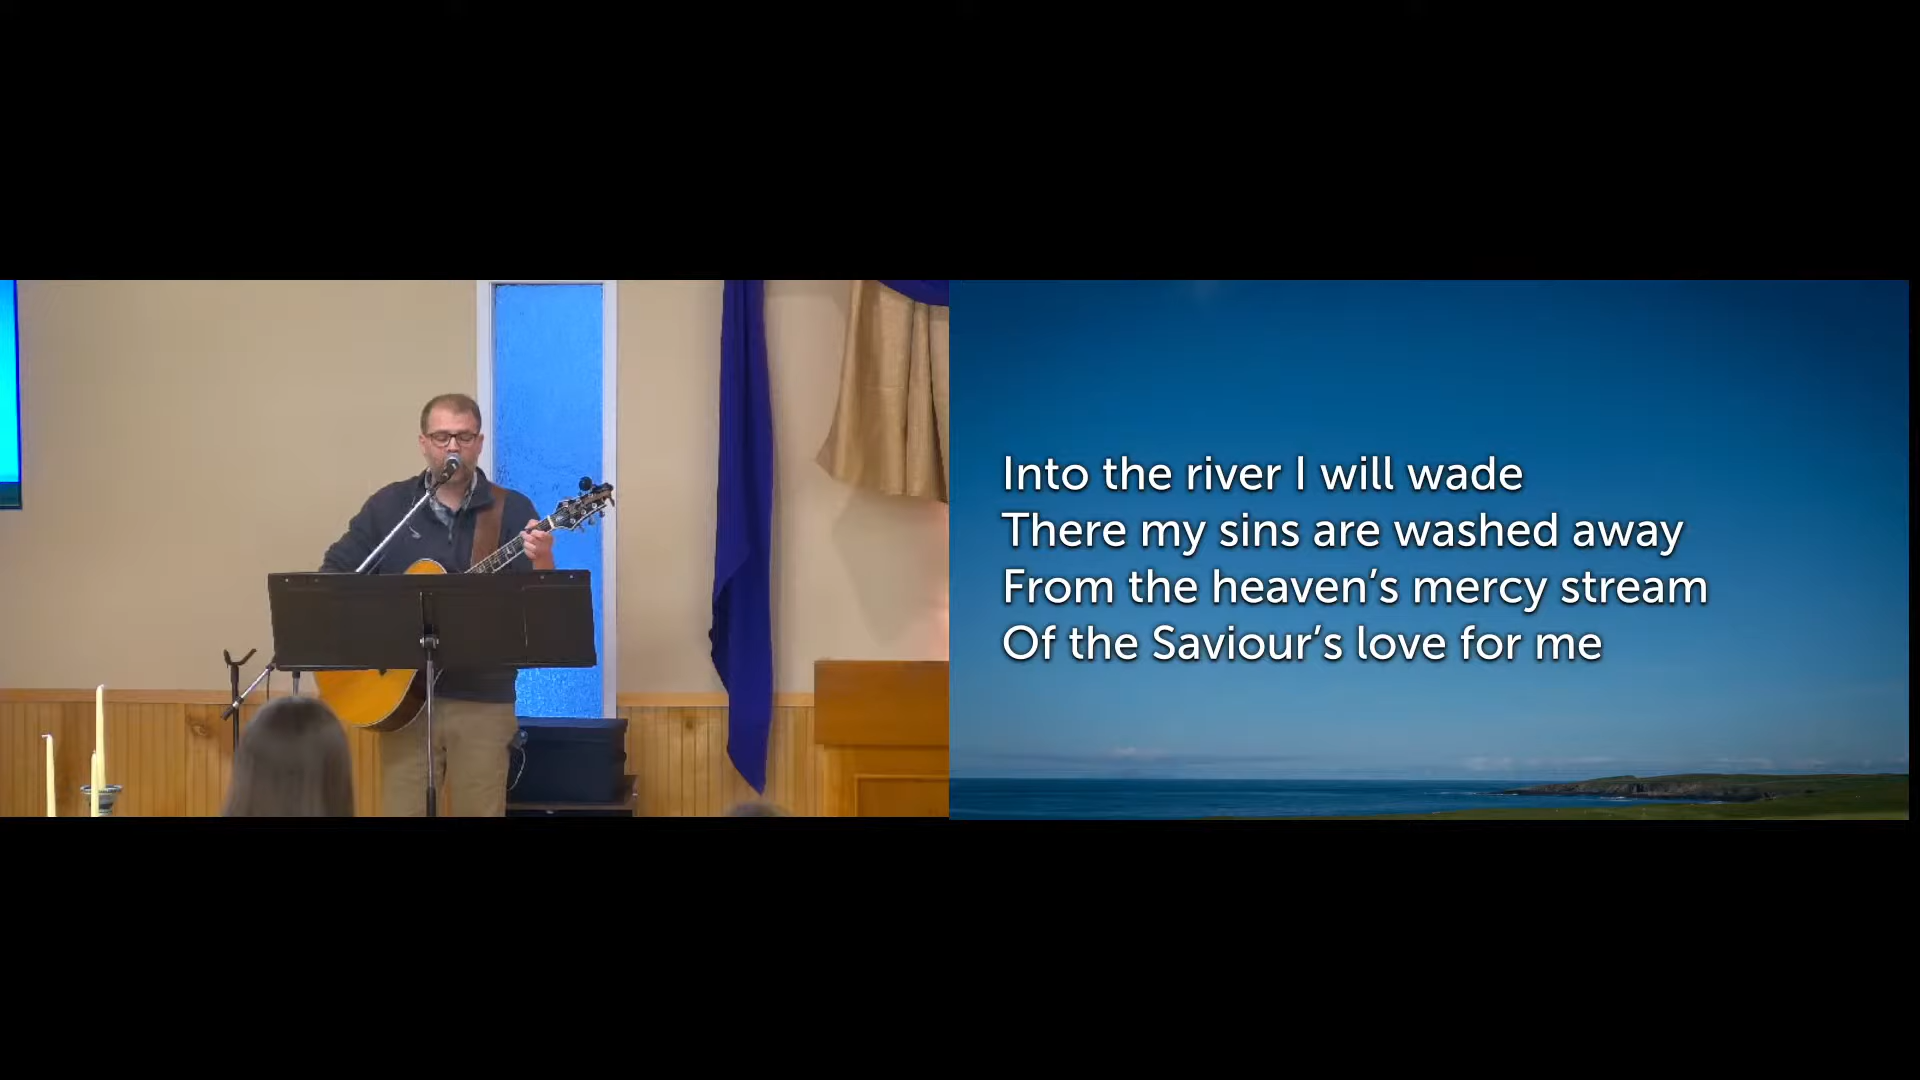 Into the river I will wade
There my sins are washed away
From the heaven’s mercy stream
Of the Saviour’s love for me